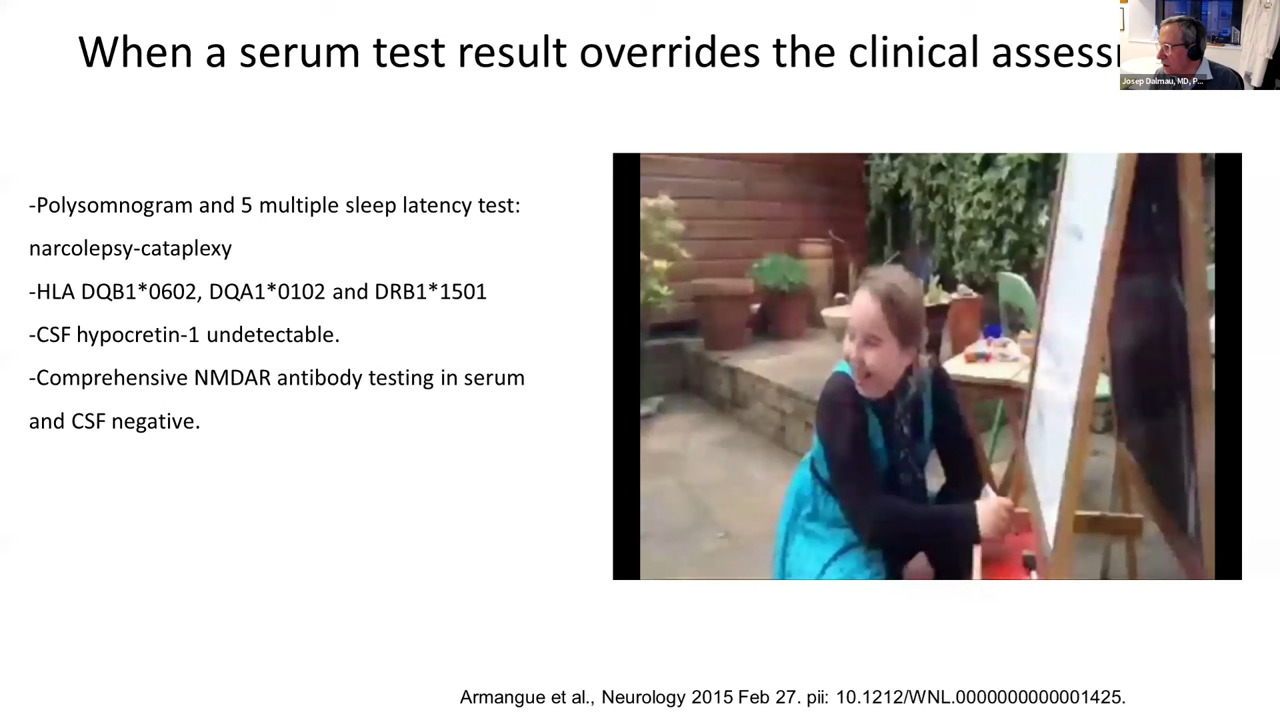 When a serum test result overrides the clinical assess
Josep Dalmau, MD, P...
-Polysomnogram and 5 multiple sleep latency test:
narcolepsy-cataplexy
-HLA DQB1*0602, DQA1*0102 and DRB1*1501
-CSF hypocretin-1 undetectable.
-Comprehensive NMDAR antibody testing in serum
and CSF negative.
Armangue et al., Neurology 2015 Feb 27. pii: 10.1212/WNL.0000000000001425.